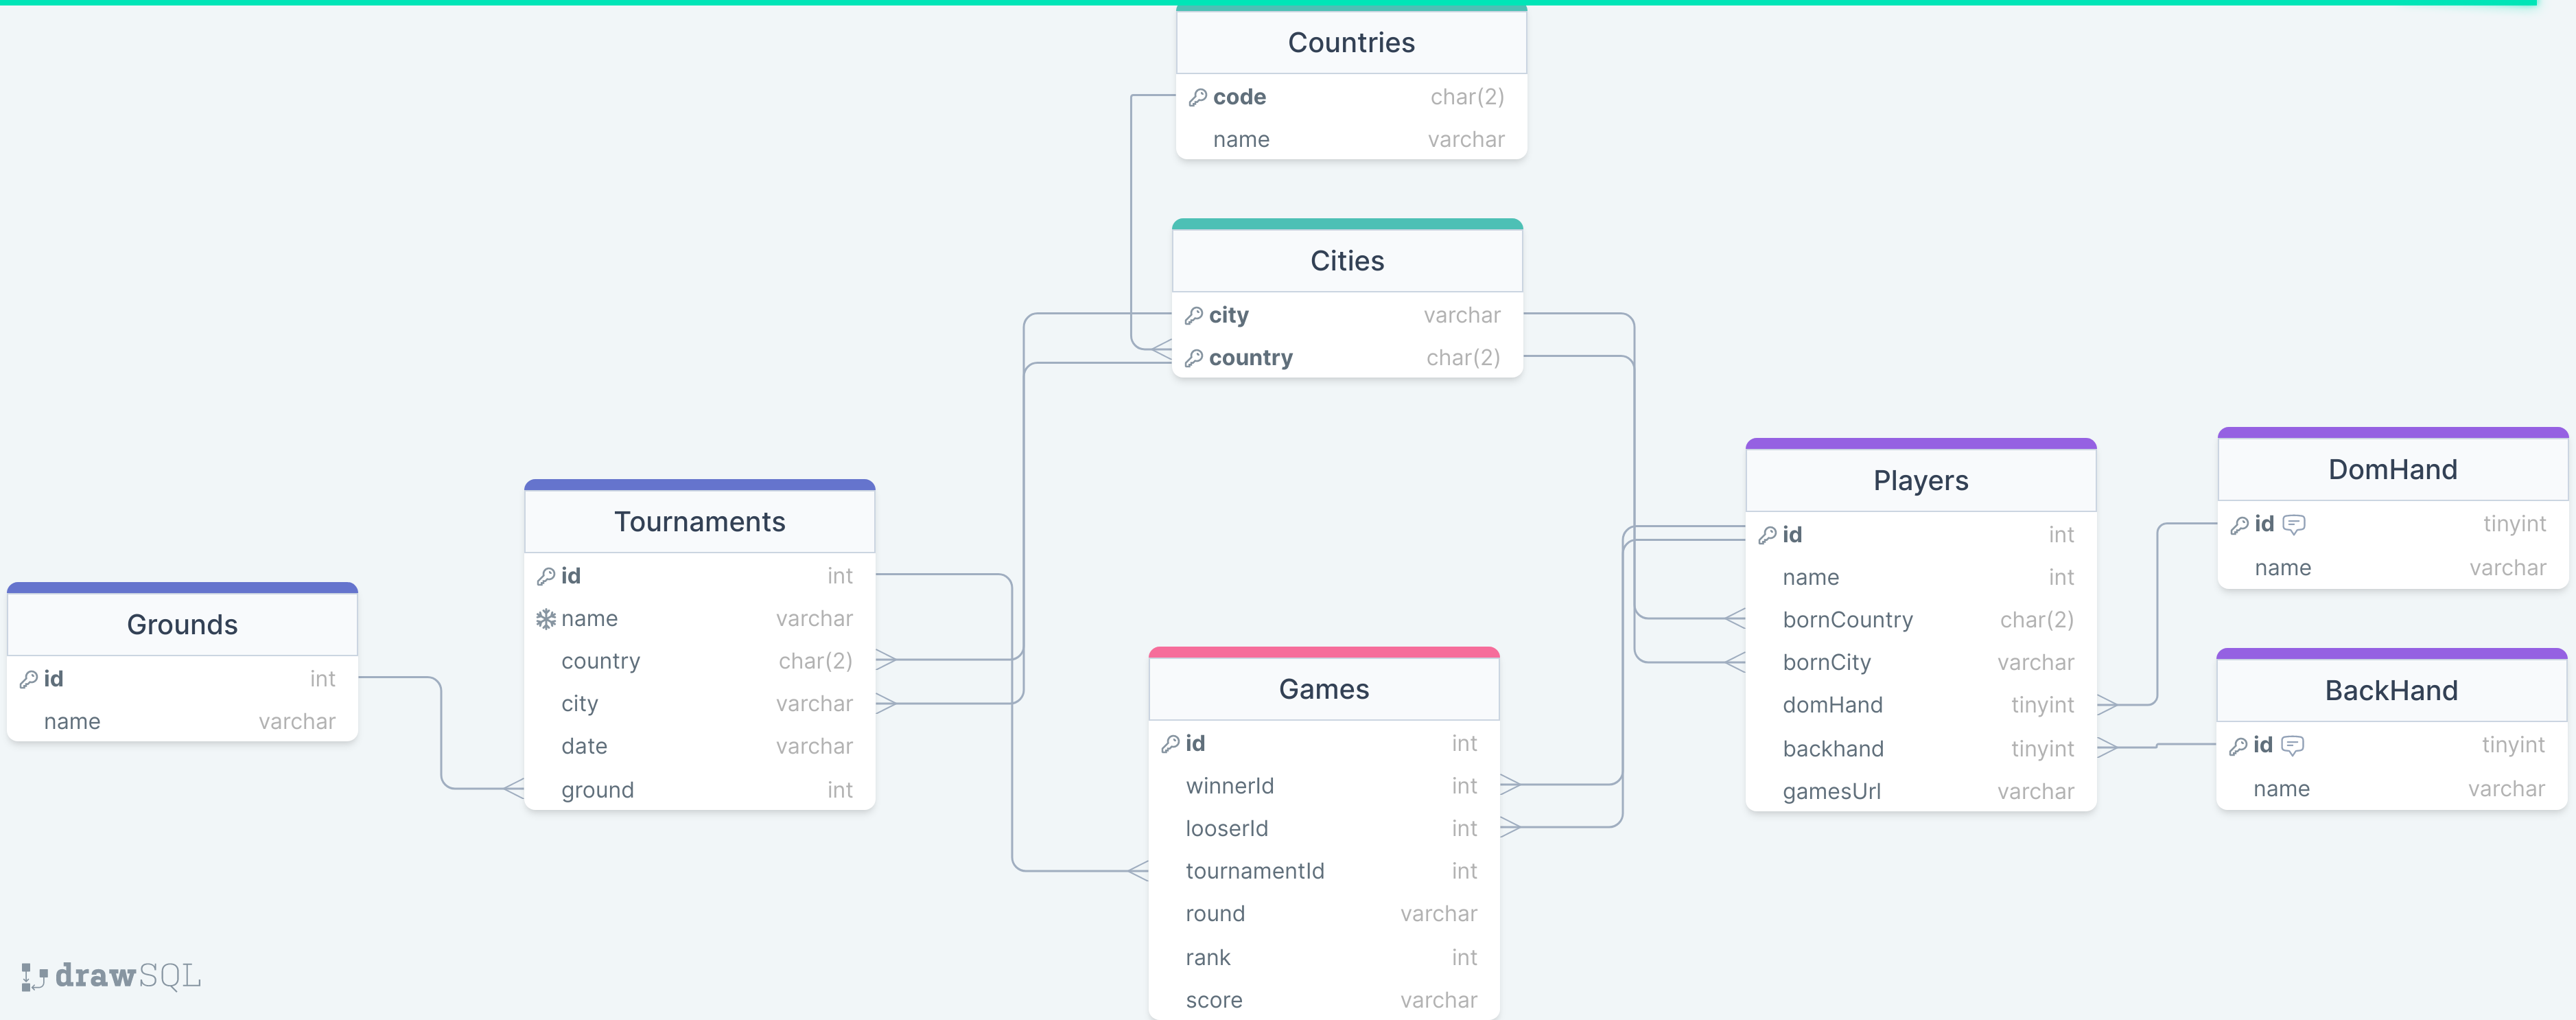 Countries
code char(2)
name varchar
Cities
city varchar
country char(2)
Grounds
id int
name varchar
Tournaments
id int
name varchar
country char(2)
city varchar
date varchar
ground int
Games
id int
winnerId int
looserId int
tournamentId int
round varchar
rank int
score varchar
Players
id int
name int
bornCountry char(2)
bornCity varchar
domHand tinyint
backhand tinyint
gamesUrl varchar
DomHand
id tinyint
name varchar
BackHand
id tinyint
name varchar
drawSQL